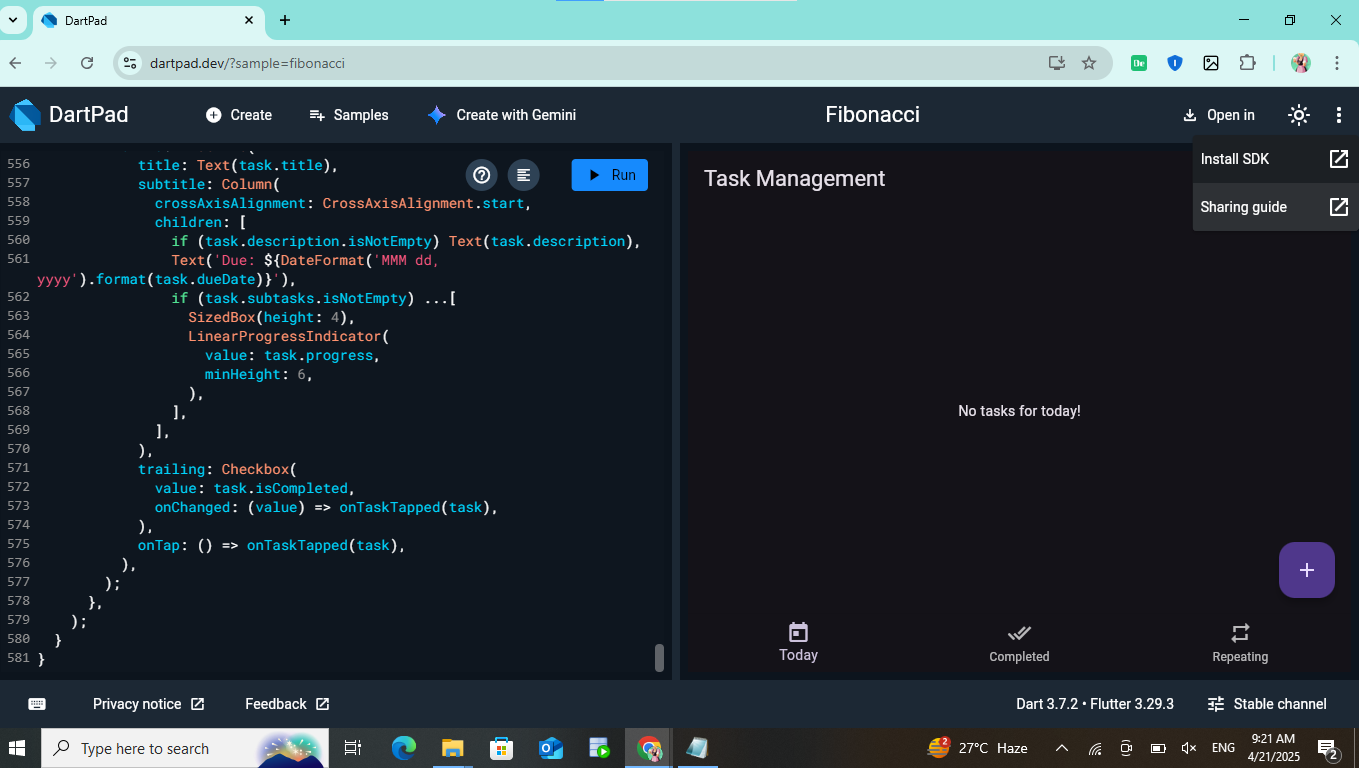 DartPad
dartpad.dev/?sample=fibonacci
DartPad
Create
Samples
Create with Gemini
Fibonacci
Open in
Install SDK
Sharing guide
Run
556 title: Text(task.title),
557 subtitle: Column(
558 crossAxisAlignment: CrossAxisAlignment.start,
559 children: [
560 if (task.description.isNotEmpty) Text(task.description),
561 Text('Due: ${DateFormat('MMM dd,
yyyy').format(task.dueDate)}'),
562 if (task.subtasks.isNotEmpty) ...[
563 SizedBox(height: 4),
564 LinearProgressIndicator(
565 value: task.progress,
566 minHeight: 6,
567 ),
568 ],
569 ],
570 ),
571 trailing: Checkbox(
572 value: task.isCompleted,
573 onChanged: (value) => onTaskTapped(task),
574 ),
575 onTap: () => onTaskTapped(task),
576 ),
577 );
578 },
579 );
580 }
581 }
Task Management
No tasks for today!
Today
Completed
Repeating
Privacy notice
Feedback
Dart 3.7.2 • Flutter 3.29.3
Stable channel
Type here to search
2
27°C Haze
ENG
9:21 AM
4/21/2025
2